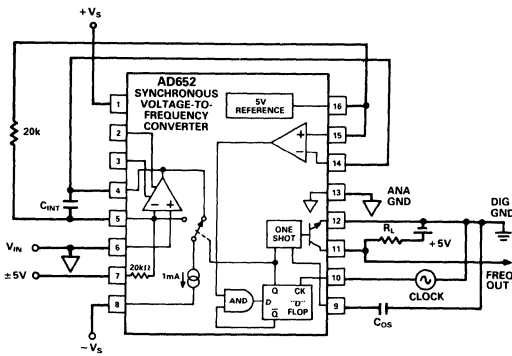 +VS
AD652
SYNCHRONOUS
VOLTAGE-TO-
FREQUENCY
CONVERTER
5V
REFERENCE
1
2
3
4
5
6
7
8
16
15
14
13
12
11
10
9
20k
CINT
+
−
−
+
ANA
GND
DIG
GND
RL
+5V
ONE
SHOT
VIN
±5V
20kΩ
1mA
FREQ
OUT
CLOCK
AND
Q
CK
D
"D"
FLOP
Q̅
COS
−VS